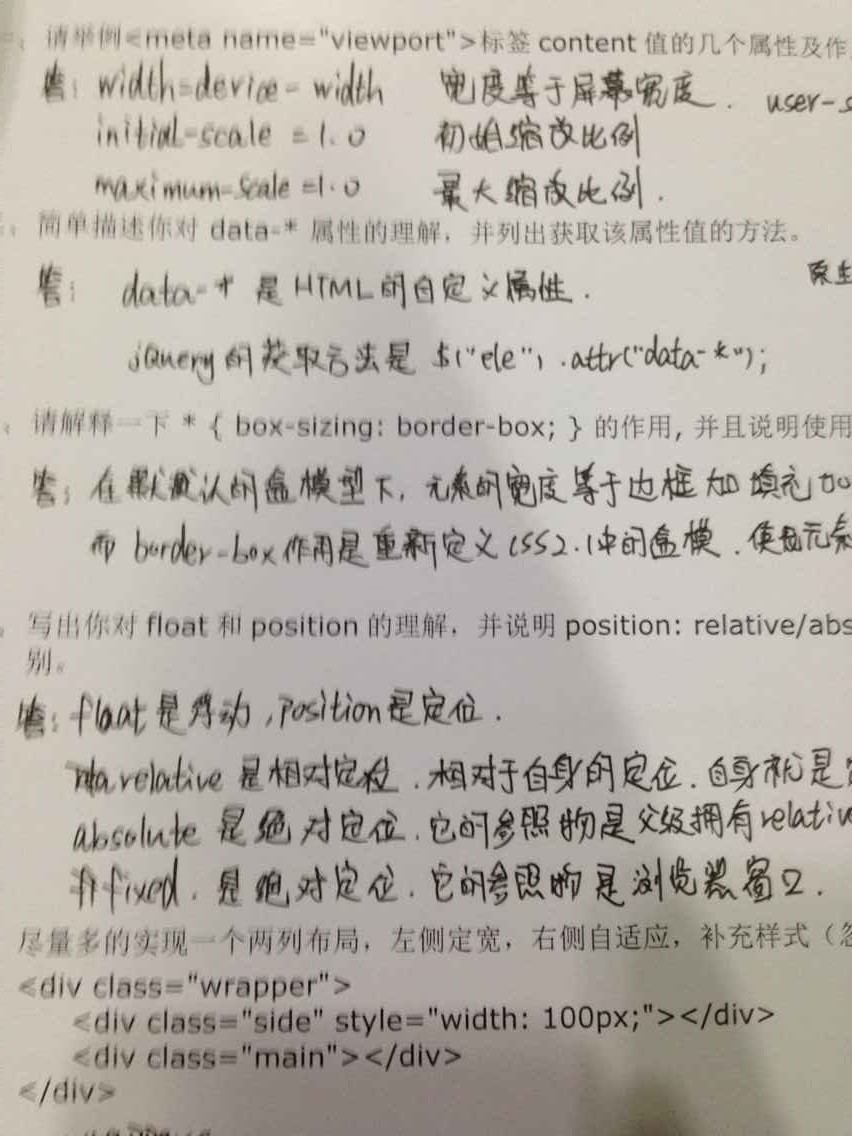 一、请举例<meta name="viewport">标签 content 值的几个属性及作
答: width=device-width 宽度等于屏幕宽度. user-s
initial-scale=1.0 初始缩放比例
maximum-scale=1.0 最大缩放比例.
简单描述你对 data-* 属性的理解，并列出获取该属性值的方法。
答: data-* 是HTML的自定义属性. 原生
jQuery的获取方法是 $("ele").attr("data-*");
请解释一下 * { box-sizing: border-box; } 的作用, 并且说明使用
答: 在默认的盒模型下, 元素的宽度等于边框加填充加
而 border-box 作用是重新定义CSS2.1中的盒模. 使元素
写出你对 float 和 position 的理解，并说明 position: relative/abs
别。
答: float是浮动,position是定位.
relative 是相对定位.相对于自身的定位.自身就是
absolute 是绝对定位.它的参照物是父级拥有relativ
fixed. 是绝对定位.它的参照物是浏览器窗口.
尽量多的实现一个两列布局，左侧定宽，右侧自适应，补充样式（忽
<div class="wrapper">
<div class="side" style="width: 100px;"></div>
<div class="main"></div>
</div>